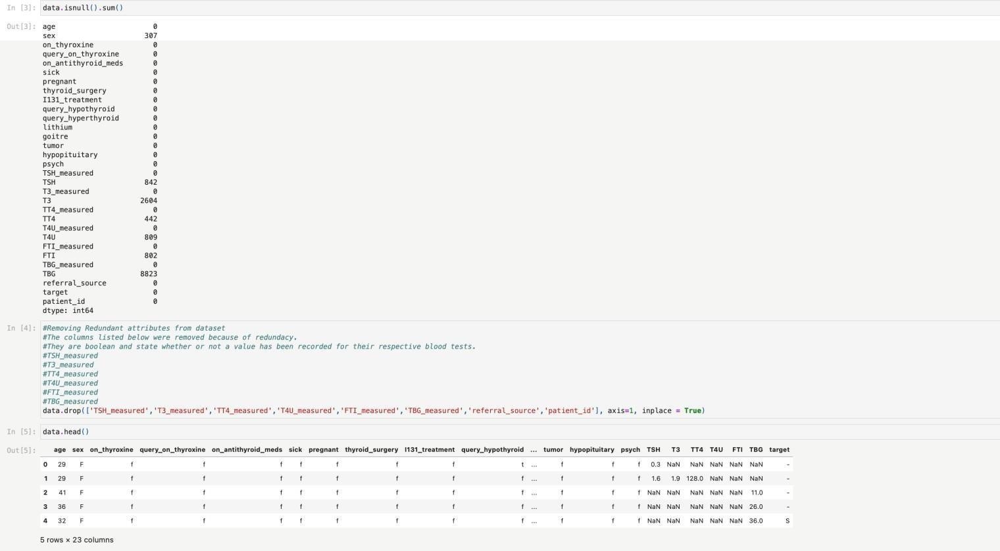 In [3]: data.isnull().sum()
Out[3]: age 0
sex 307
on_thyroxine 0
query_on_thyroxine 0
on_antithyroid_meds 0
sick 0
pregnant 0
thyroid_surgery 0
I131_treatment 0
query_hypothyroid 0
query_hyperthyroid 0
lithium 0
goitre 0
tumor 0
hypopituitary 0
psych 0
TSH_measured 0
TSH 842
T3_measured 0
T3 2604
TT4_measured 0
TT4 442
T4U_measured 0
T4U 809
FTI_measured 0
FTI 802
TBG_measured 0
TBG 8823
referral_source 0
target 0
patient_id 0
dtype: int64
In [4]: #Removing Redundant attributes from dataset
#The columns listed below were removed because of redundacy.
#They are boolean and state whether or not a value has been recorded for their respective blood tests.
#TSH_measured
#T3_measured
#TT4_measured
#T4U_measured
#FTI_measured
#TBG_measured
data.drop(['TSH_measured','T3_measured','TT4_measured','T4U_measured','FTI_measured','TBG_measured','referral_source','patient_id'], axis=1, inplace = True)
In [5]: data.head()
Out[5]: age sex on_thyroxine query_on_thyroxine on_antithyroid_meds sick pregnant thyroid_surgery I131_treatment query_hypothyroid ... tumor hypopituitary psych TSH T3 TT4 T4U FTI TBG target
0 29 F f f f f f f f t ... f f f 0.3 NaN NaN NaN NaN NaN -
1 29 F f f f f f f f f ... f f f 1.6 1.9 128.0 NaN NaN NaN -
2 41 F f f f f f f f f ... f f f NaN NaN NaN NaN NaN 11.0 -
3 36 F f f f f f f f f ... f f f NaN NaN NaN NaN NaN 26.0 -
4 32 F f f f f f f f f ... f f f NaN NaN NaN NaN NaN 36.0 S
5 rows × 23 columns